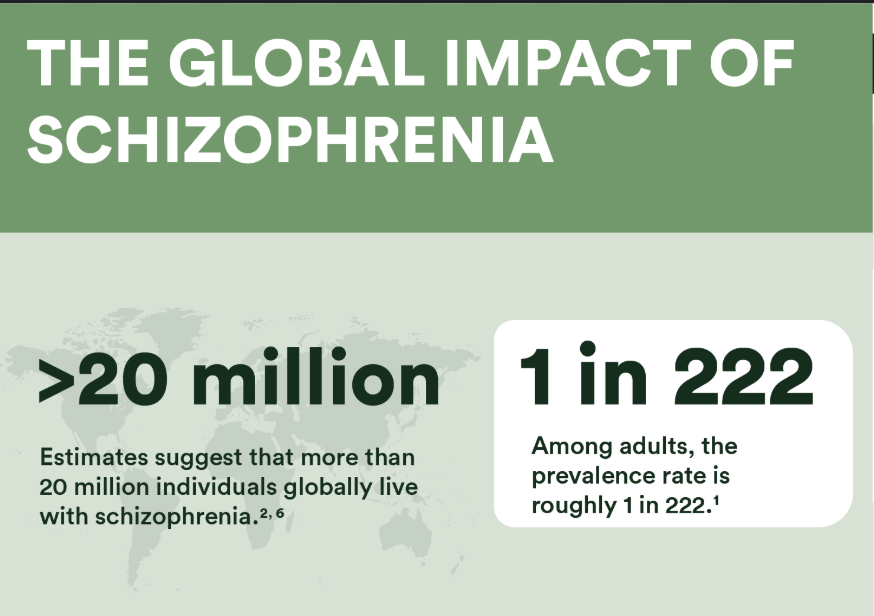 THE GLOBAL IMPACT OF
SCHIZOPHRENIA
>20 million
Estimates suggest that more than
20 million individuals globally live
with schizophrenia.²,⁶
1 in 222
Among adults, the
prevalence rate is
roughly 1 in 222.¹